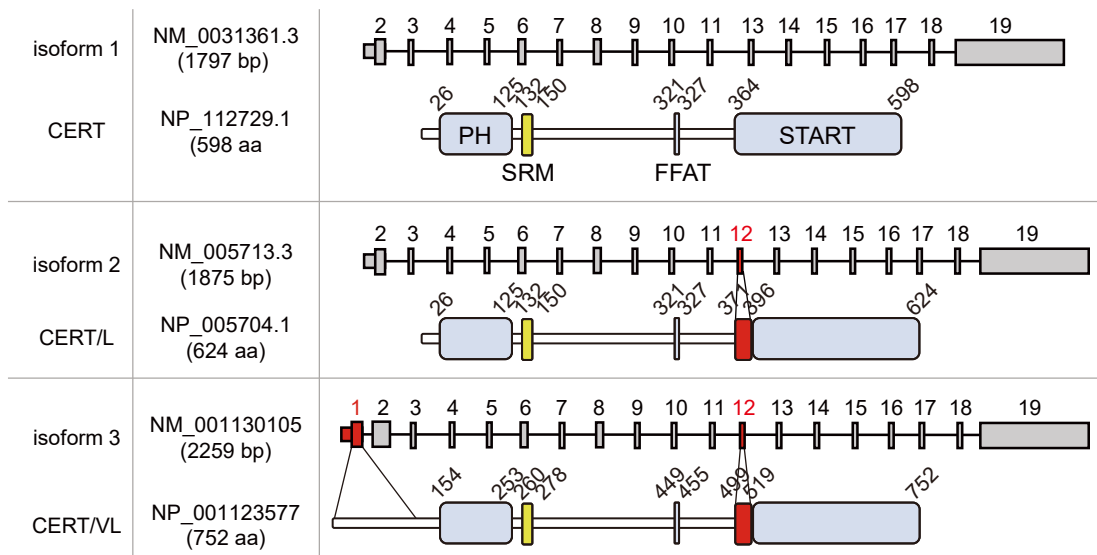 isoform 1
NM_0031361.3
(1797 bp)
2 3 4 5 6 7 8 9 10 11 13 14 15 16 17 18 19
CERT
NP_112729.1
(598 aa
26 125 132 150 321 327 364 598
PH START
SRM FFAT
isoform 2
NM_005713.3
(1875 bp)
2 3 4 5 6 7 8 9 10 11 12 13 14 15 16 17 18 19
CERT/L
NP_005704.1
(624 aa)
26 125 132 150 321 327 371 396 624
isoform 3
NM_001130105
(2259 bp)
1 2 3 4 5 6 7 8 9 10 11 12 13 14 15 16 17 18 19
CERT/VL
NP_001123577
(752 aa)
154 253 260 278 449 455 499 519 752